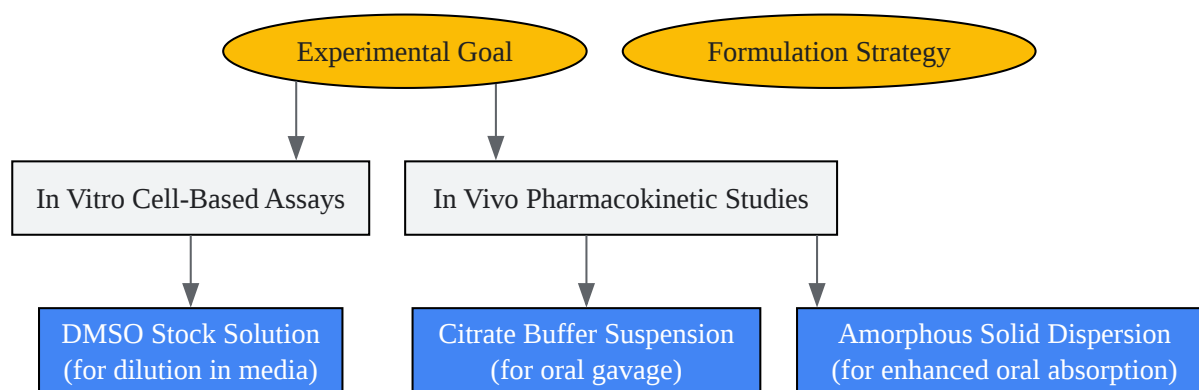 Experimental Goal
Formulation Strategy
In Vitro Cell-Based Assays
In Vivo Pharmacokinetic Studies
DMSO Stock Solution
(for dilution in media)
Citrate Buffer Suspension
(for oral gavage)
Amorphous Solid Dispersion
(for enhanced oral absorption)